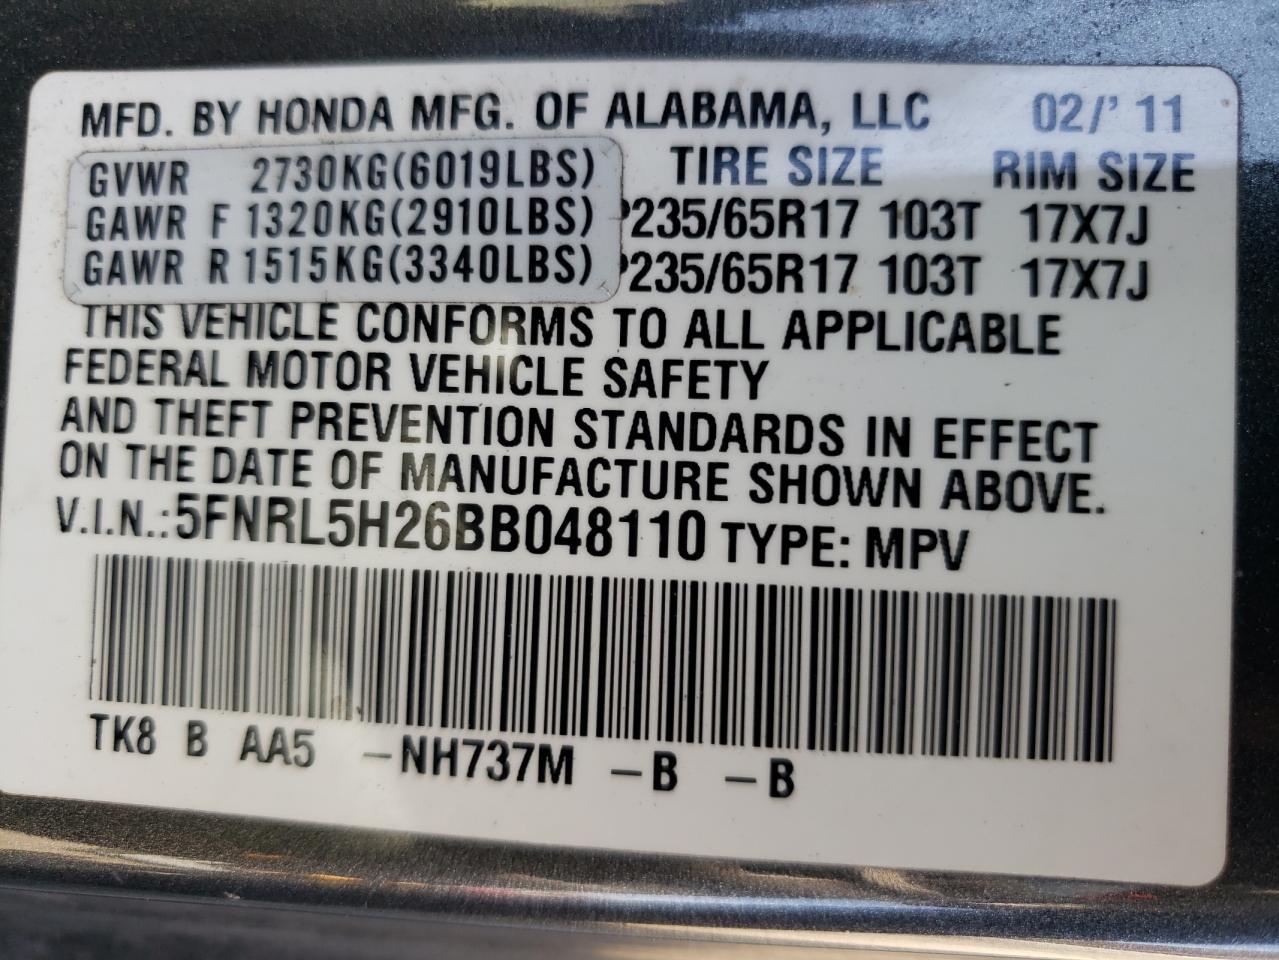 MFD. BY HONDA MFG. OF ALABAMA, LLC 02/'11
GVWR 2730KG(6019LBS) TIRE SIZE RIM SIZE
GAWR F 1320KG(2910LBS) P235/65R17 103T 17X7J
GAWR R 1515KG(3340LBS) P235/65R17 103T 17X7J
THIS VEHICLE CONFORMS TO ALL APPLICABLE
FEDERAL MOTOR VEHICLE SAFETY
AND THEFT PREVENTION STANDARDS IN EFFECT
ON THE DATE OF MANUFACTURE SHOWN ABOVE.
V.I.N.:5FNRL5H26BB048110 TYPE: MPV
TK8 B AA5 -NH737M -B -B